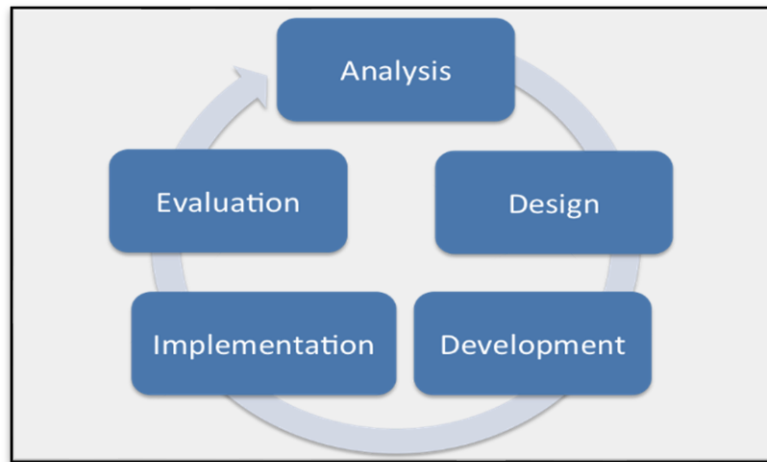 Analysis
Design
Development
Implementation
Evaluation